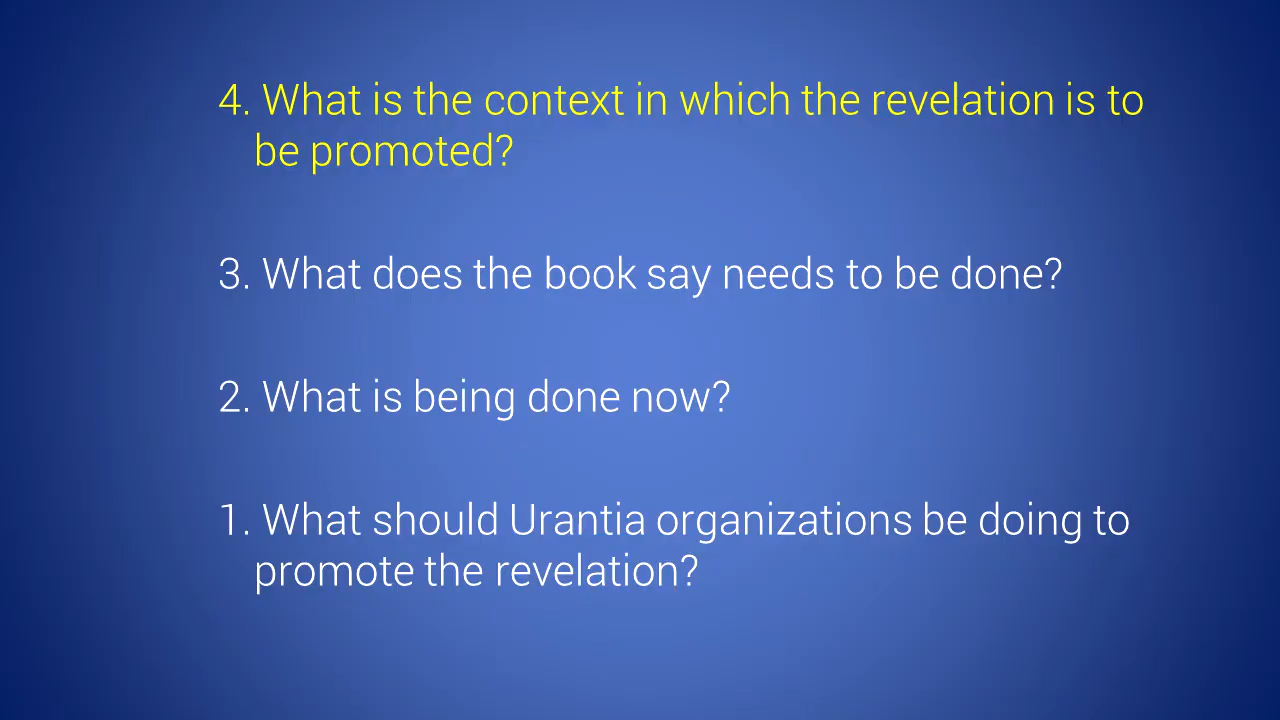 4. What is the context in which the revelation is to
be promoted?
3. What does the book say needs to be done?
2. What is being done now?
1. What should Urantia organizations be doing to
promote the revelation?